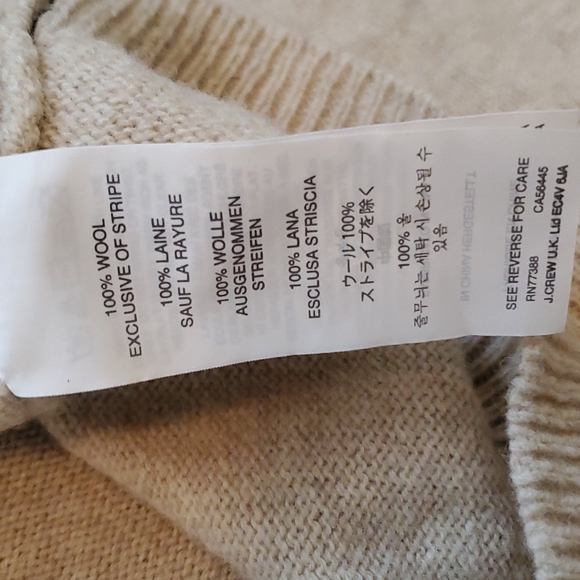 100% WOOL
EXCLUSIVE OF STRIPE
100% LAINE
SAUF LA RAYURE
100% WOLLE
AUSGENOMMEN
STREIFEN
100% LANA
ESCLUSA STRISCIA
ウール 100%
ストライプを除く
100% 울
줄무늬는 세탁 시 손상될 수
있음
SEE REVERSE FOR CARE
RN77388 CA56445
J.CREW U.K. Ltd EC4V 6JA